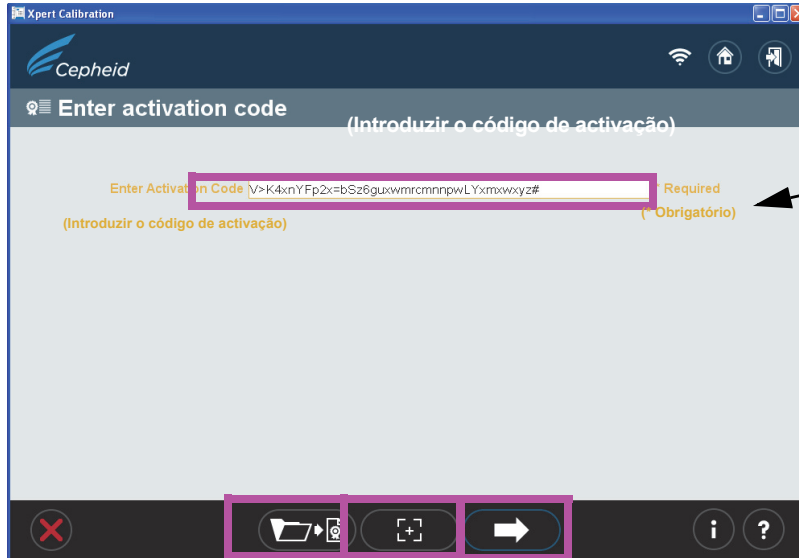 Xpert Calibration
Cepheid
Enter activation code
(Introduzir o código de activação)
Enter Activation Code V>K4xnYFp2x=bSz6guxwmrcmnnpwLYxmxwxyz# * Required
(Introduzir o código de activação) (* Obrigatório)